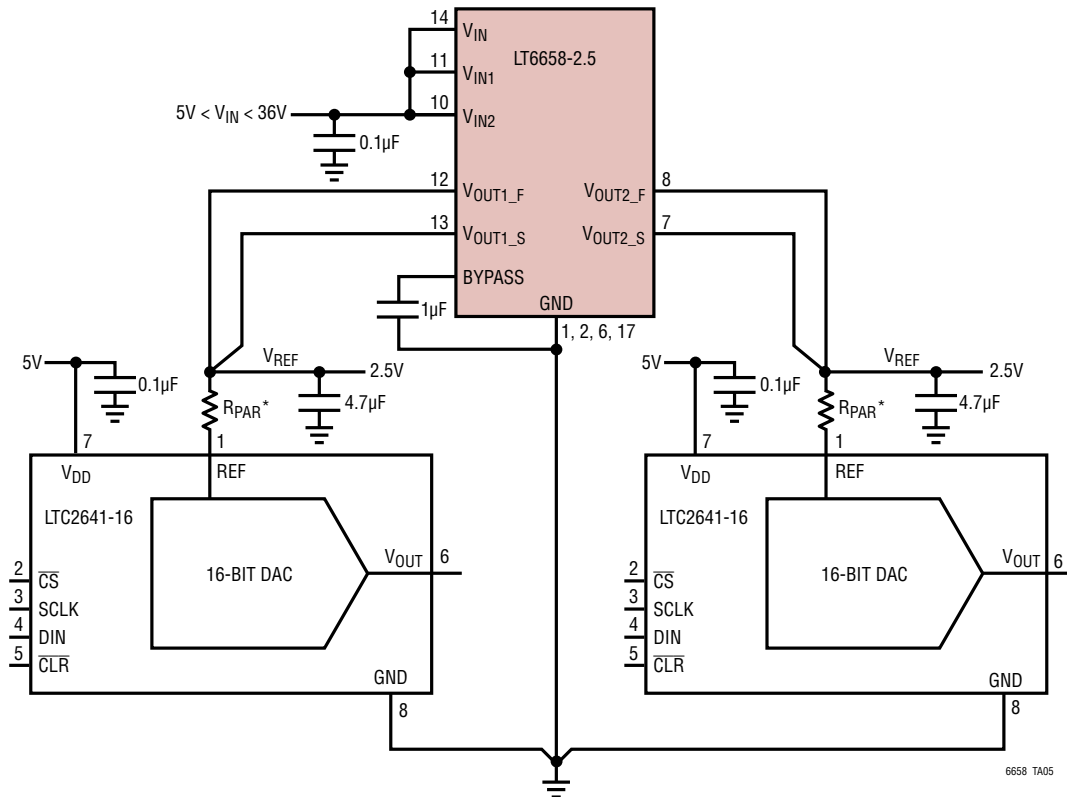 14
V_IN
LT6658-2.5
11
V_IN1
10
V_IN2
5V < V_IN < 36V
0.1µF
12
V_OUT1_F
V_OUT2_F
8
13
V_OUT1_S
V_OUT2_S
7
BYPASS
1µF
GND
1, 2, 6, 17
5V
0.1µF
V_REF
2.5V
R_PAR*
4.7µF
7
1
V_DD
REF
LTC2641-16
16-BIT DAC
V_OUT
6
2
C̅S̅
3
SCLK
4
DIN
5
C̅L̅R̅
GND
8
5V
0.1µF
V_REF
2.5V
R_PAR*
4.7µF
7
1
V_DD
REF
LTC2641-16
16-BIT DAC
V_OUT
6
2
C̅S̅
3
SCLK
4
DIN
5
C̅L̅R̅
GND
8
6658 TA05